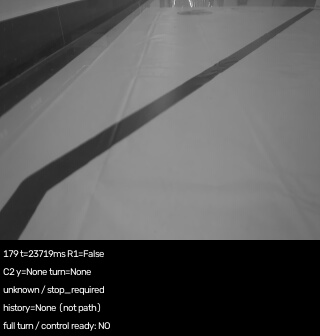 179 t=23719ms R1=False
C2 y=None turn=None
unknown / stop_required
history=None (not path)
full turn / control ready: NO